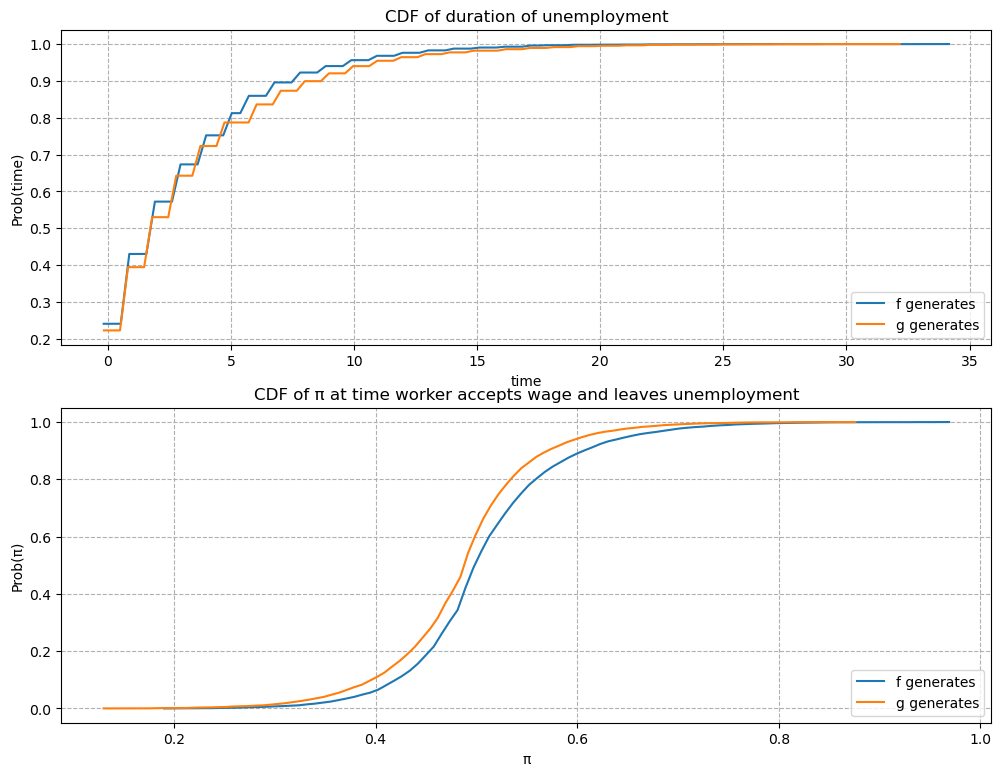 CDF of duration of unemployment
1.0
0.9
0.8
0.7
0.6
0.5
0.4
0.3
0.2
Prob(time)
f generates
g generates
0 5 10 15 20 25 30 35
time
CDF of π at time worker accepts wage and leaves unemployment
1.0
0.8
0.6
0.4
0.2
0.0
Prob(π)
f generates
g generates
0.2 0.4 0.6 0.8 1.0
π